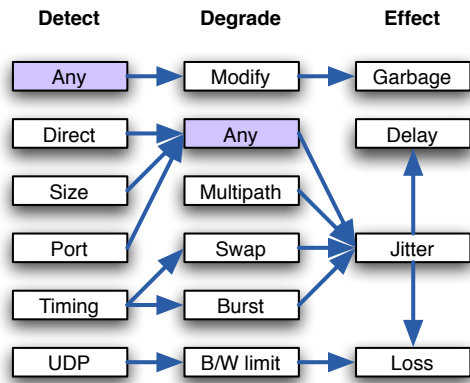 Detect Degrade Effect
Any Modify Garbage
Direct Any Delay
Size Multipath
Port Swap Jitter
Timing Burst
UDP B/W limit Loss